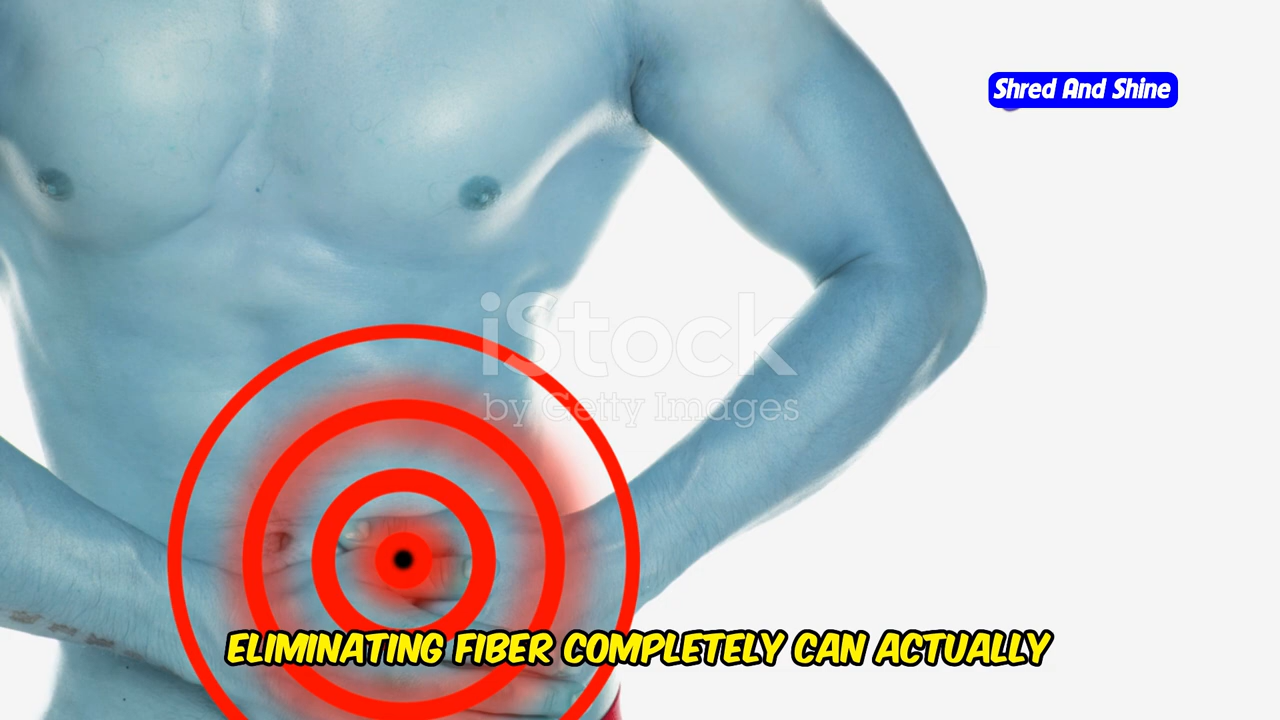 Shred And Shine
iStock
by Getty Images
ELIMINATING FIBER COMPLETELY CAN ACTUALLY